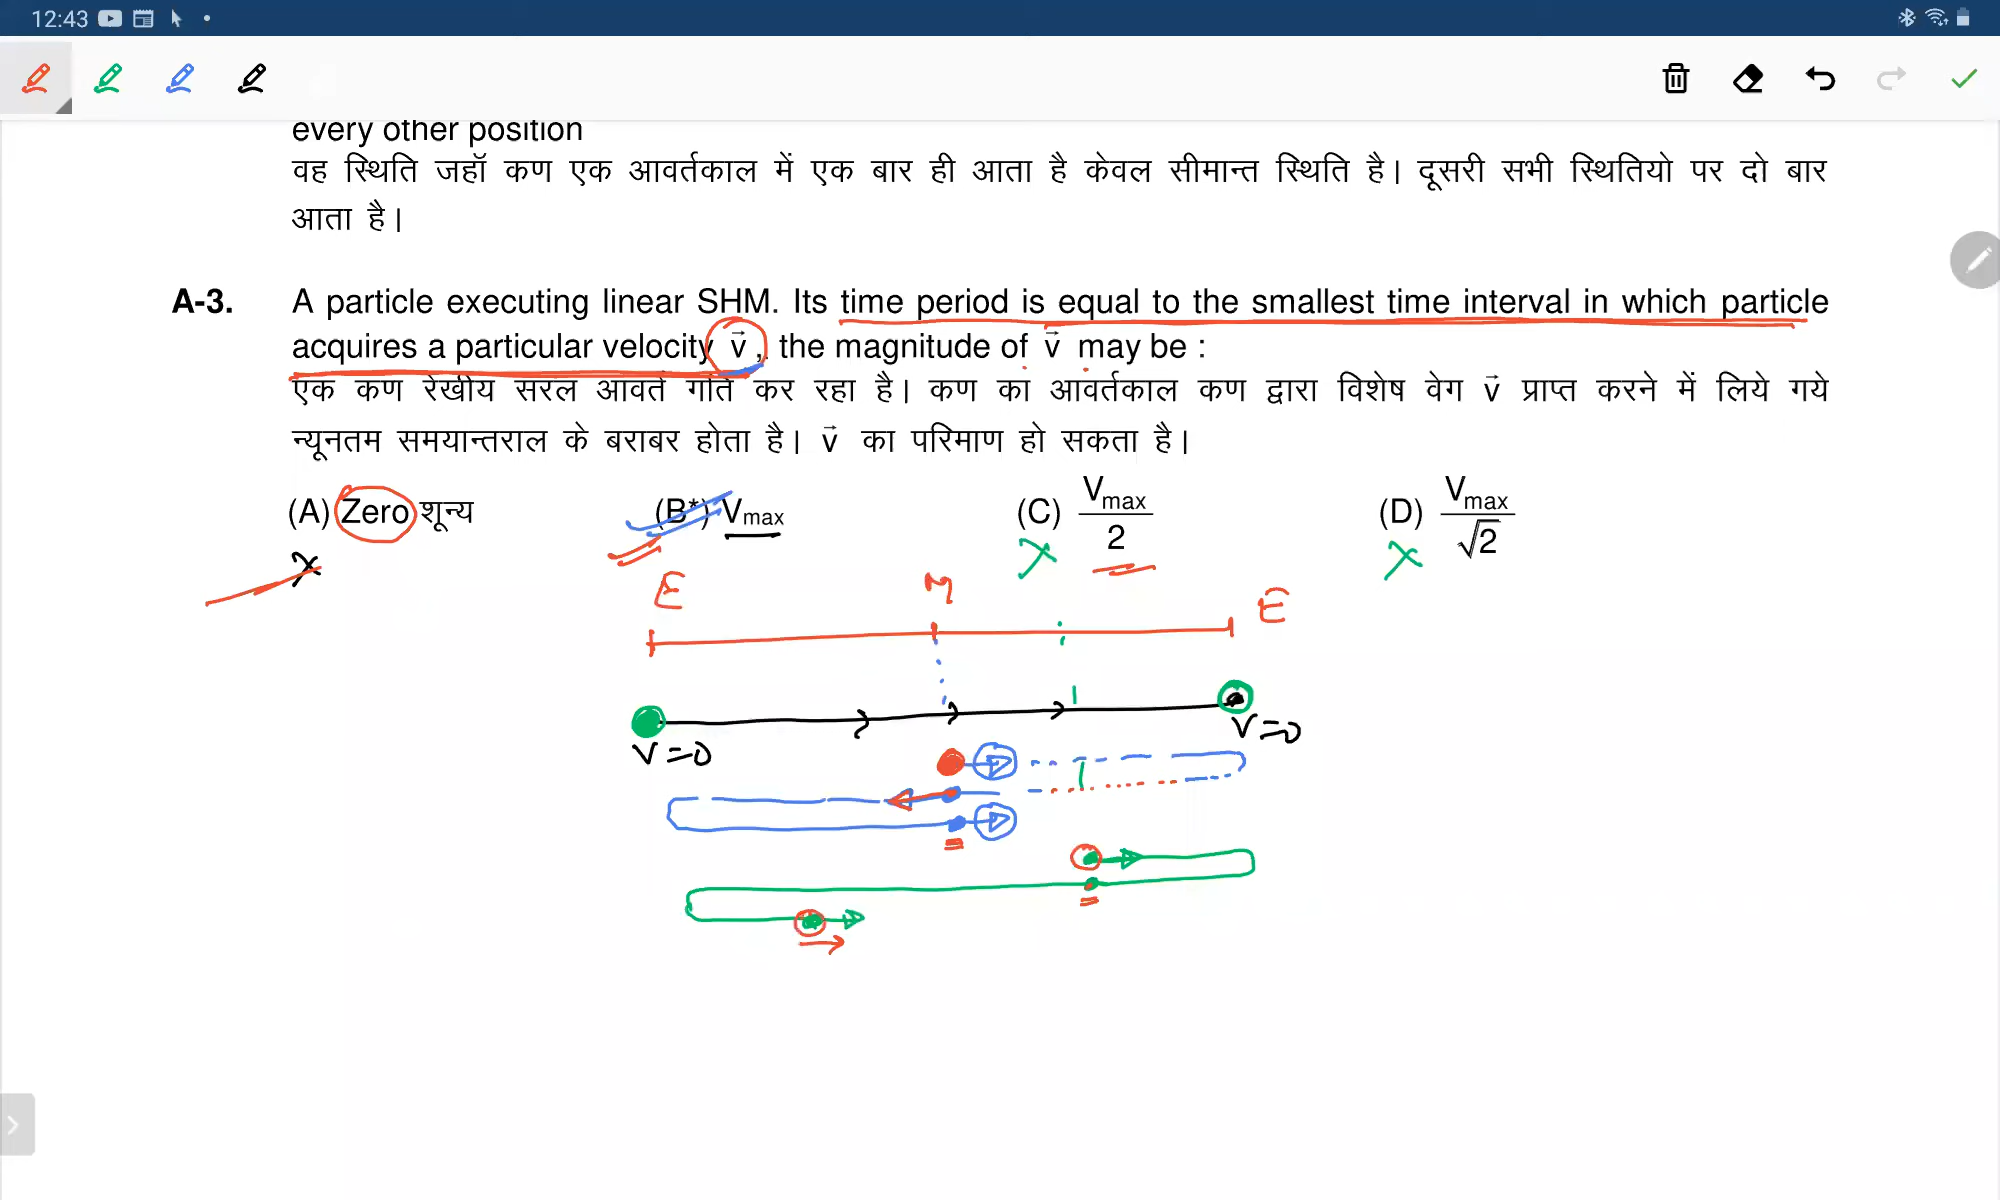 12:43
every other position
वह स्थिति जहॉ कण एक आवर्तकाल में एक बार ही आता है केवल सीमान्त स्थिति है। दूसरी सभी स्थितियो पर दो बार
आता है।
A-3. A particle executing linear SHM. Its time period is equal to the smallest time interval in which particle
acquires a particular velocity v⃗, the magnitude of v⃗ may be :
एक कण रेखीय सरल आवर्त गति कर रहा है। कण का आवर्तकाल कण द्वारा विशेष वेग v⃗ प्राप्त करने में लिये गये
न्यूनतम समयान्तराल के बराबर होता है। v⃗ का परिमाण हो सकता है।
(A) Zero शून्य (B*) Vmax (C) Vmax/2 (D) Vmax/√2
E M E
V=0 V=0